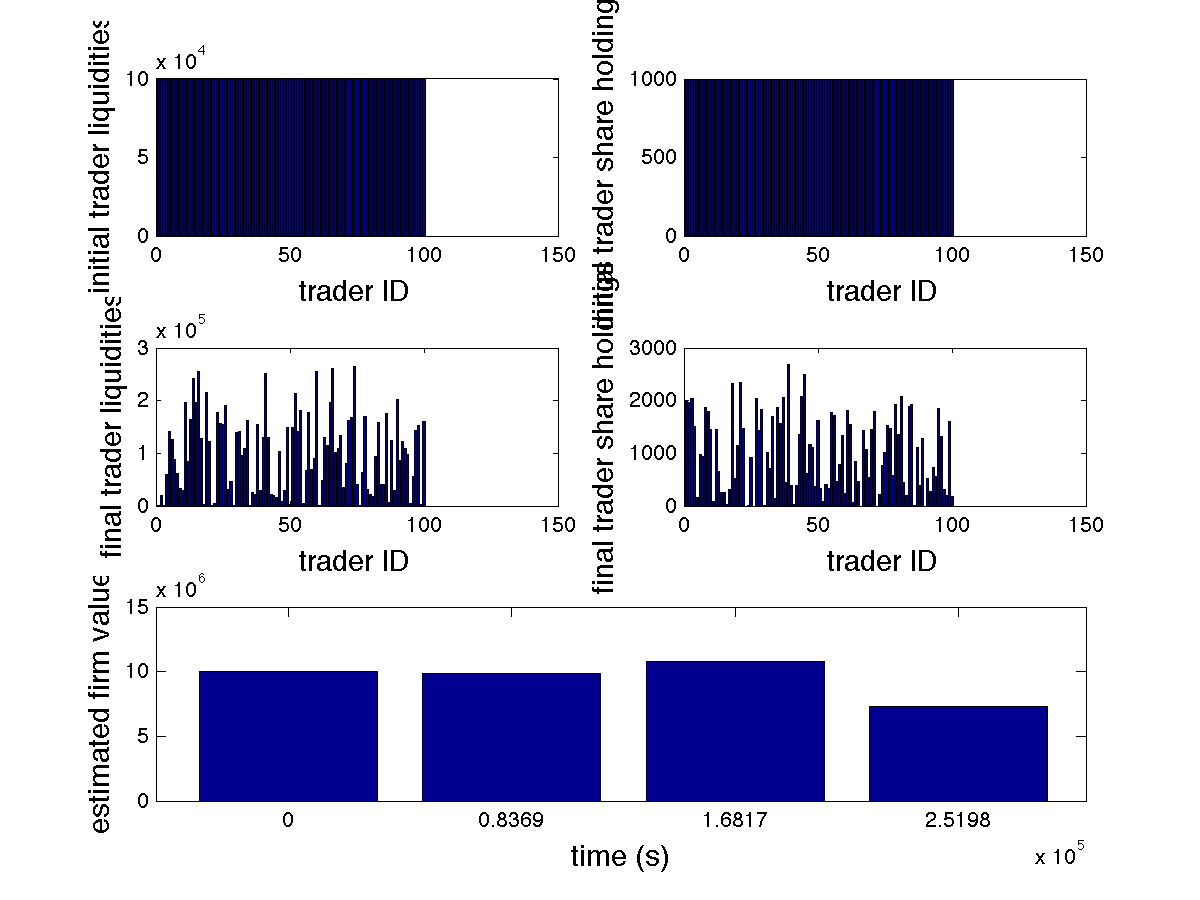 x 10^4
10
5
0
0 50 100 150
trader ID
initial trader liquidities
1000
500
0
0 50 100 150
trader ID
trader share holding
x 10^5
3
2
1
0
0 50 100 150
trader ID
final trader liquidities
3000
2000
1000
0
0 50 100 150
trader ID
final trader share holdings
x 10^6
15
10
5
0
0 0.8369 1.6817 2.5198
x 10^5
time (s)
estimated firm value